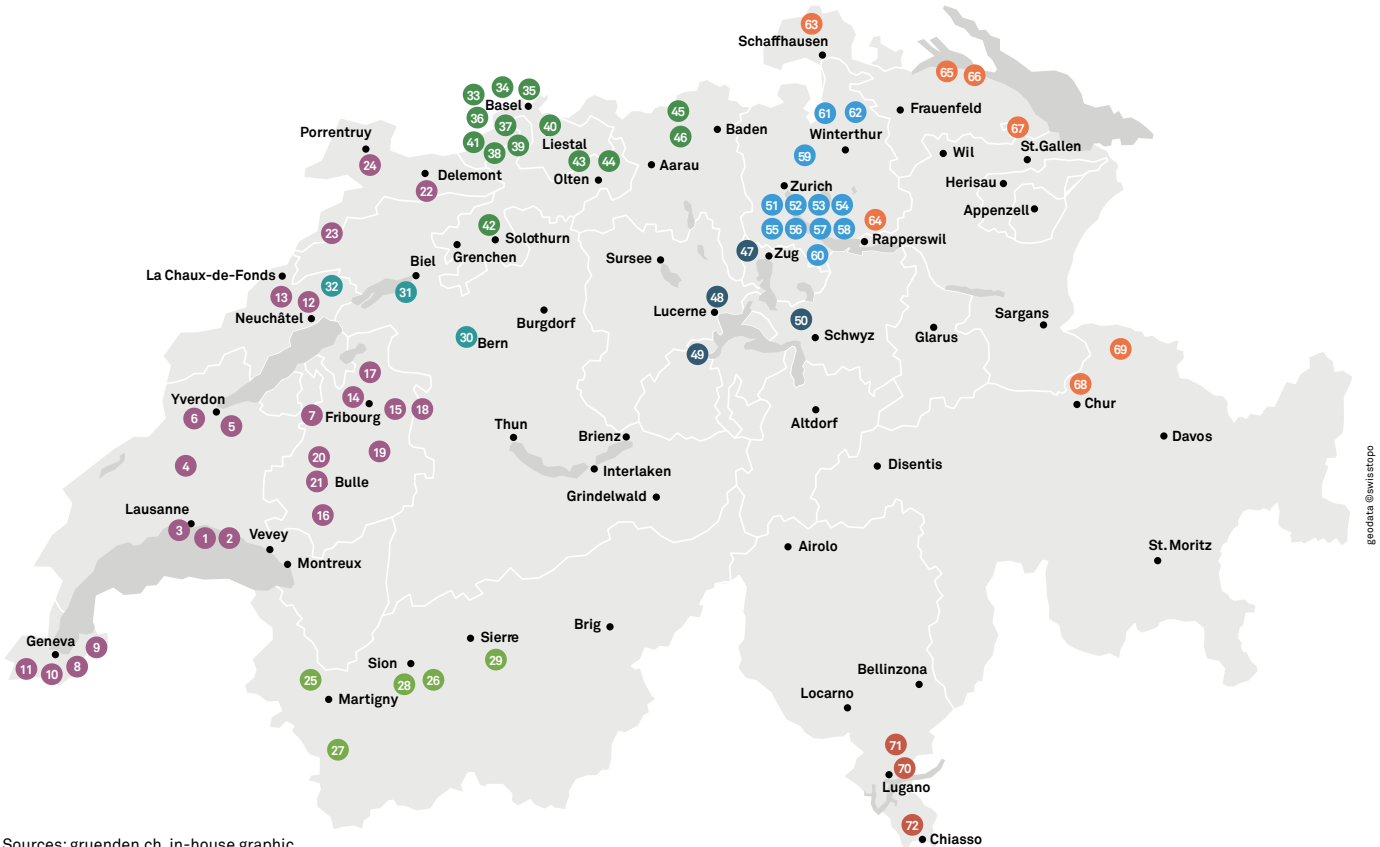 63
Schaffhausen
65
66
34
35
33
Basel
45
61
62
Frauenfeld
36
37
40
46
Baden
67
Porrentruy
41
38
39
Liestal
Winterthur
St.Gallen
24
43
44
Aarau
59
Wil
Delemont
Olten
Zurich
Herisau
22
51
52
53
54
Appenzell
23
42
Solothurn
55
56
57
58
64
Rapperswil
Grenchen
47
Zug
60
La Chaux-de-Fonds
Biel
Sursee
13
12
32
31
48
Neuchâtel
Burgdorf
Lucerne
50
Sargans
30
Bern
49
Schwyz
Glarus
69
17
68
Yverdon
14
Chur
6
5
7
Fribourg
15
18
Thun
Brienz
Altdorf
Davos
4
20
19
Interlaken
Disentis
21
Bulle
Grindelwald
Lausanne
16
3
1
2
Vevey
Airolo
St. Moritz
Montreux
Geneva
9
Sierre
Brig
11
10
8
Sion
29
Bellinzona
25
28
26
Martigny
Locarno
27
71
70
Lugano
72
Chiasso
geodata ©swisstopo
Sources: gruenden.ch, in-house graphic